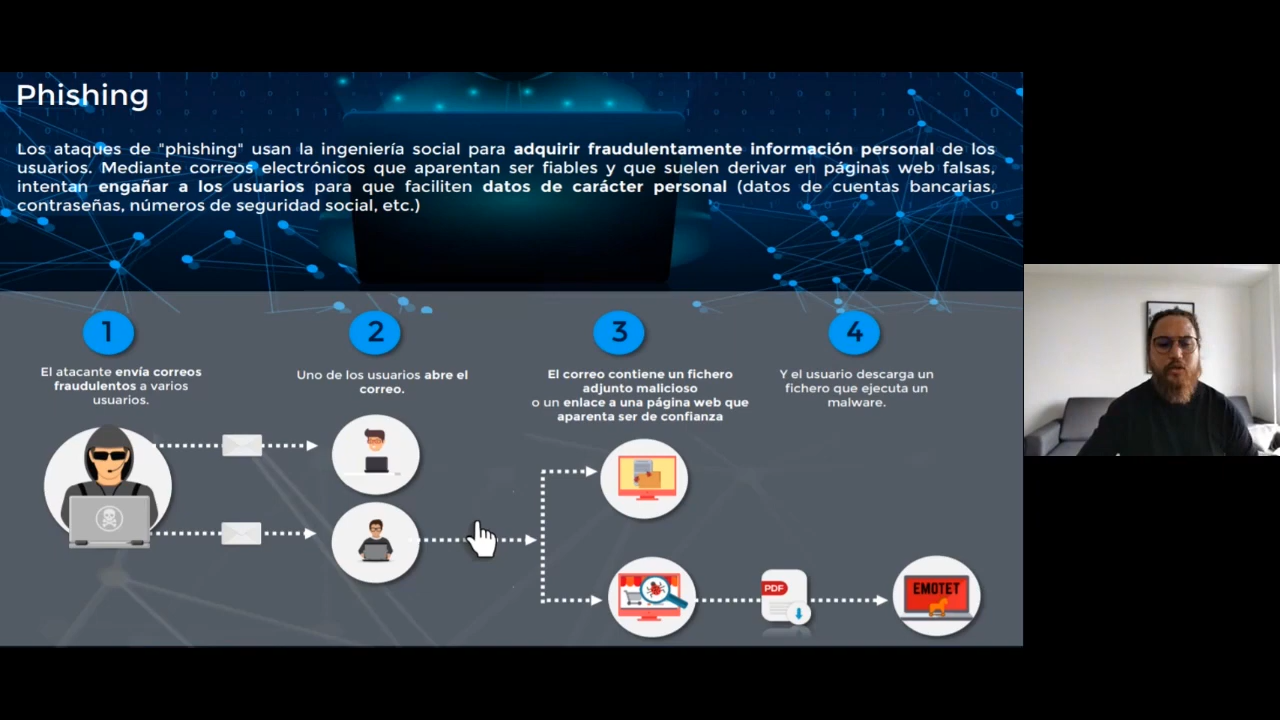 Phishing
Los ataques de "phishing" usan la ingeniería social para adquirir fraudulentamente información personal de los
usuarios. Mediante correos electrónicos que aparentan ser fiables y que suelen derivar en páginas web falsas,
intentan engañar a los usuarios para que faciliten datos de carácter personal (datos de cuentas bancarias,
contraseñas, números de seguridad social, etc.)
1
El atacante envía correos
fraudulentos a varios
usuarios.
2
Uno de los usuarios abre el
correo.
3
El correo contiene un fichero
adjunto malicioso
o un enlace a una página web que
aparenta ser de confianza
4
Y el usuario descarga un
fichero que ejecuta un
malware.
PDF
EMOTET